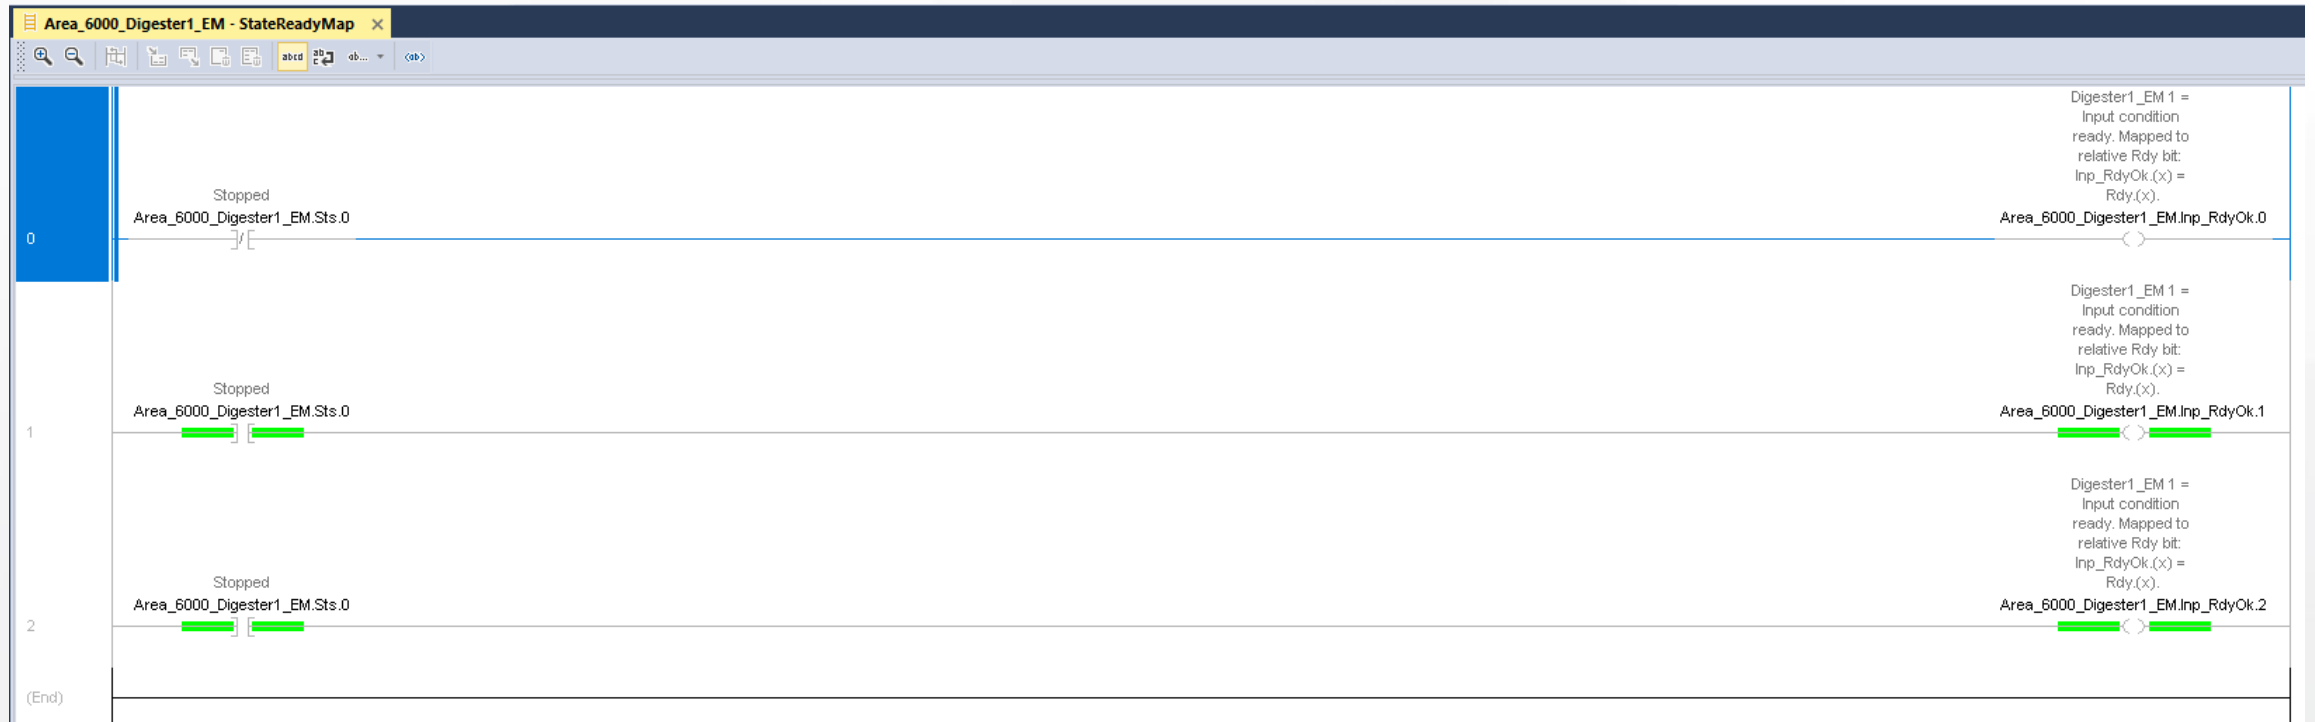 Area_6000_Digester1_EM - StateReadyMap
abcd
ab
c
ab...
<ab>
Digester1_EM 1 =
Input condition
ready. Mapped to
relative Rdy bit:
Inp_RdyOk.(x) =
Rdy.(x).
Stopped
Area_6000_Digester1_EM.Sts.0
Area_6000_Digester1_EM.Inp_RdyOk.0
0
Digester1_EM 1 =
Input condition
ready. Mapped to
relative Rdy bit:
Inp_RdyOk.(x) =
Rdy.(x).
Stopped
Area_6000_Digester1_EM.Sts.0
Area_6000_Digester1_EM.Inp_RdyOk.1
1
Digester1_EM 1 =
Input condition
ready. Mapped to
relative Rdy bit:
Inp_RdyOk.(x) =
Rdy.(x).
Stopped
Area_6000_Digester1_EM.Sts.0
Area_6000_Digester1_EM.Inp_RdyOk.2
2
(End)